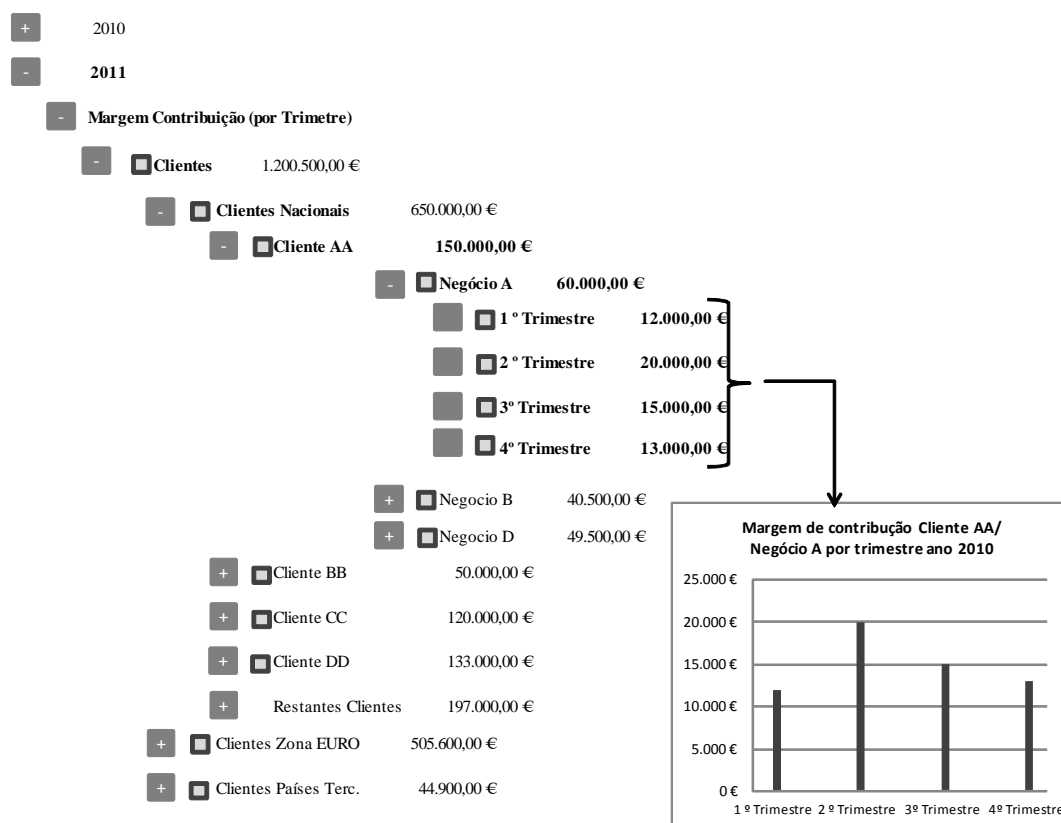 + 2010
- 2011
- Margem Contribuição (por Trimetre)
- Clientes 1.200.500,00 €
- Clientes Nacionais 650.000,00 €
- Cliente AA 150.000,00 €
- Negócio A 60.000,00 €
1 º Trimestre 12.000,00 €
2 º Trimestre 20.000,00 €
3º Trimestre 15.000,00 €
4º Trimestre 13.000,00 €
+ Negocio B 40.500,00 €
+ Negocio D 49.500,00 €
+ Cliente BB 50.000,00 €
+ Cliente CC 120.000,00 €
+ Cliente DD 133.000,00 €
+ Restantes Clientes 197.000,00 €
+ Clientes Zona EURO 505.600,00 €
+ Clientes Países Terc. 44.900,00 €
Margem de contribução Cliente AA/
Negócio A por trimestre ano 2010
25.000 €
20.000 €
15.000 €
10.000 €
5.000 €
0 €
1 º Trimestre 2 º Trimestre 3º Trimestre 4º Trimestre